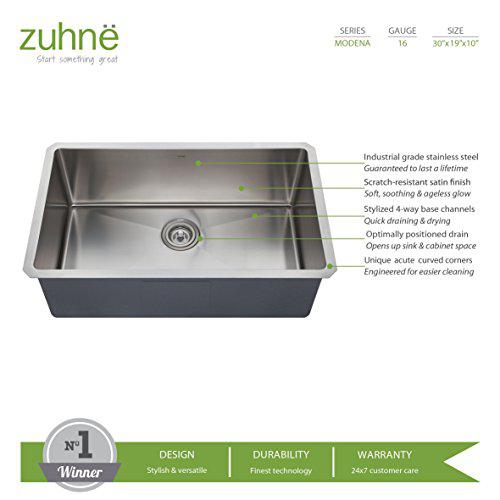 zuhnë
Start something great
SERIES
MODENA
GAUGE
16
SIZE
30"x19"x10"
Industrial grade stainless steel
Guaranteed to last a lifetime
Scratch-resistant satin finish
Soft, soothing & ageless glow
Stylized 4-way base channels
Quick draining & drying
Optimally positioned drain
Opens up sink & cabinet space
Unique acute curved corners
Engineered for easier cleaning
Nº1
Winner
DESIGN
Stylish & versatile
DURABILITY
Finest technology
WARRANTY
24x7 customer care